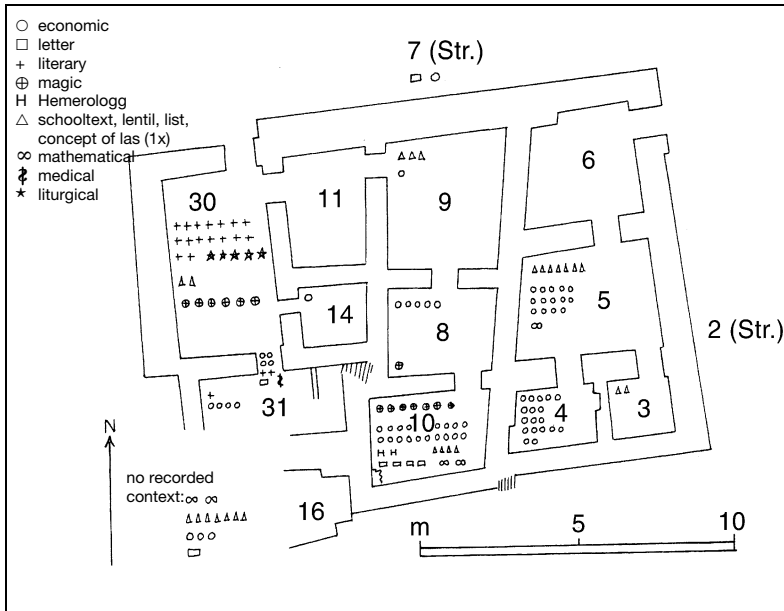 economic
letter
literary
magic
H Hemerologg
schooltext, lentil, list,
concept of las (1x)
mathematical
medical
liturgical
7 (Str.)
6
30
11
9
5
14
8
2 (Str.)
31
10
4
3
N
no recorded
context:
16
m 5 10